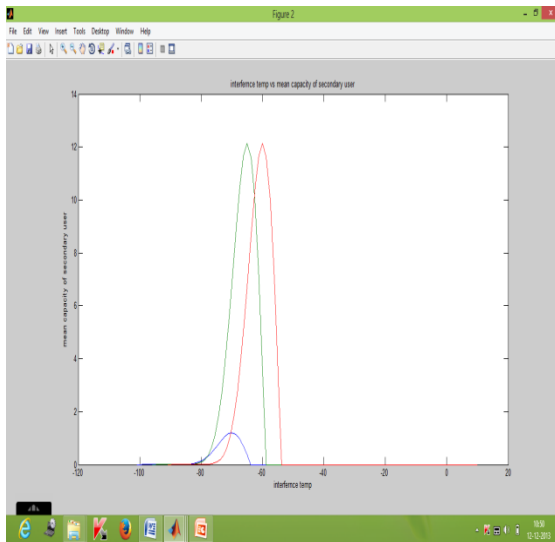 Figure 2
File Edit View Insert Tools Desktop Window Help
interfernce temp vs mean capacity of secondary user
14
12
10
8
6
4
2
0
mean capacity of secondary user
-120 -100 -80 -60 -40 -20 0 20
interfernce temp
10:50
12-12-2013